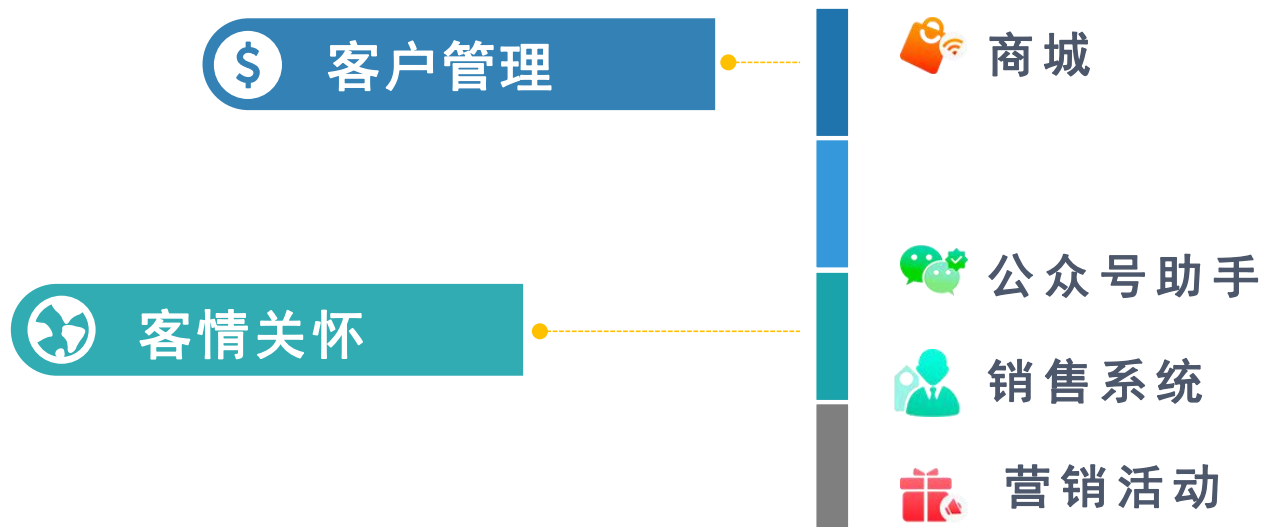 客户管理
商城
公众号助手
客情关怀
销售系统
营销活动